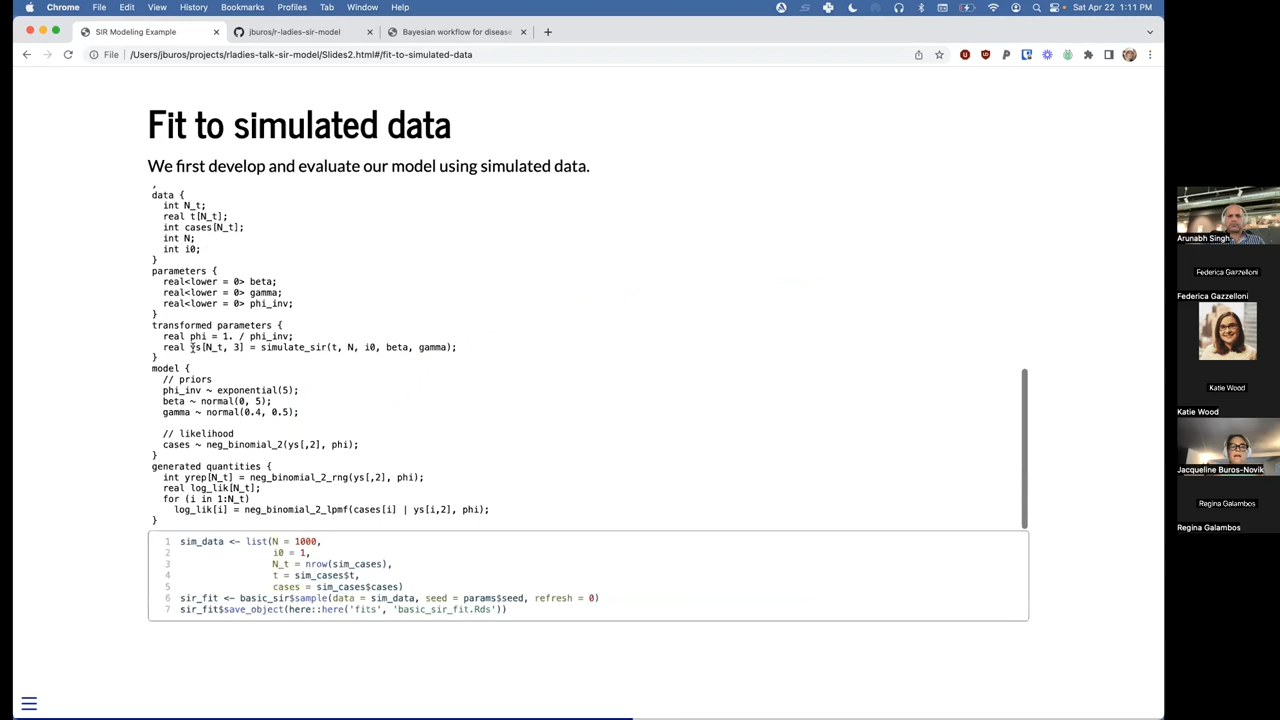 Chrome File Edit View History Bookmarks Profiles Tab Window Help Sat Apr 22 1:11 PM
SIR Modeling Example
jburos/r-ladies-sir-model
Bayesian workflow for disease
File /Users/jburos/projects/rladies-talk-sir-model/Slides2.html#/fit-to-simulated-data
Fit to simulated data
We first develop and evaluate our model using simulated data.
data {
int N_t;
real t[N_t];
int cases[N_t];
int N;
int i0;
}
parameters {
real<lower = 0> beta;
real<lower = 0> gamma;
real<lower = 0> phi_inv;
}
transformed parameters {
real phi = 1. / phi_inv;
real ys[N_t, 3] = simulate_sir(t, N, i0, beta, gamma);
}
model {
// priors
phi_inv ~ exponential(5);
beta ~ normal(0, 5);
gamma ~ normal(0.4, 0.5);
// likelihood
cases ~ neg_binomial_2(ys[,2], phi);
}
generated quantities {
int yrep[N_t] = neg_binomial_2_rng(ys[,2], phi);
real log_lik[N_t];
for (i in 1:N_t)
log_lik[i] = neg_binomial_2_lpmf(cases[i] | ys[i,2], phi);
}
1 sim_data <- list(N = 1000,
2 i0 = 1,
3 N_t = nrow(sim_cases),
4 t = sim_cases$t,
5 cases = sim_cases$cases)
6 sir_fit <- basic_sir$sample(data = sim_data, seed = params$seed, refresh = 0)
7 sir_fit$save_object(here::here('fits', 'basic_sir_fit.Rds'))
Arunabh Singh
Federica Gazzelloni
Federica Gazzelloni
Katie Wood
Katie Wood
Jacqueline Buros-Novik
Regina Galambos
Regina Galambos